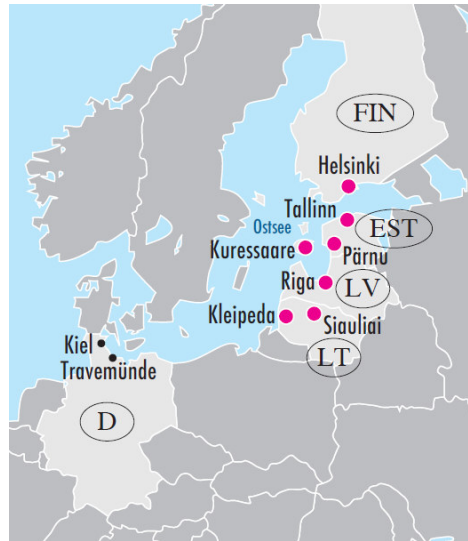 FIN
Helsinki
Tallinn
Ostsee
EST
Kuressaare
Pärnu
Riga
LV
Kleipeda
Siauliai
Kiel
LT
Travemünde
D